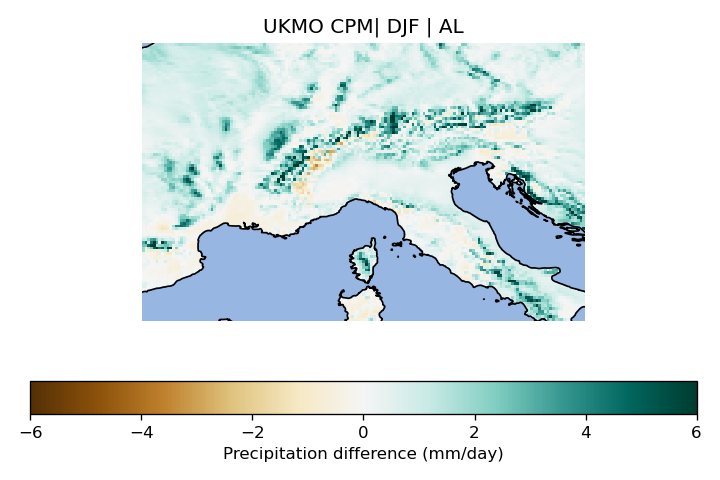 UKMO CPM| DJF | AL
−6 −4 −2 0 2 4 6
Precipitation difference (mm/day)